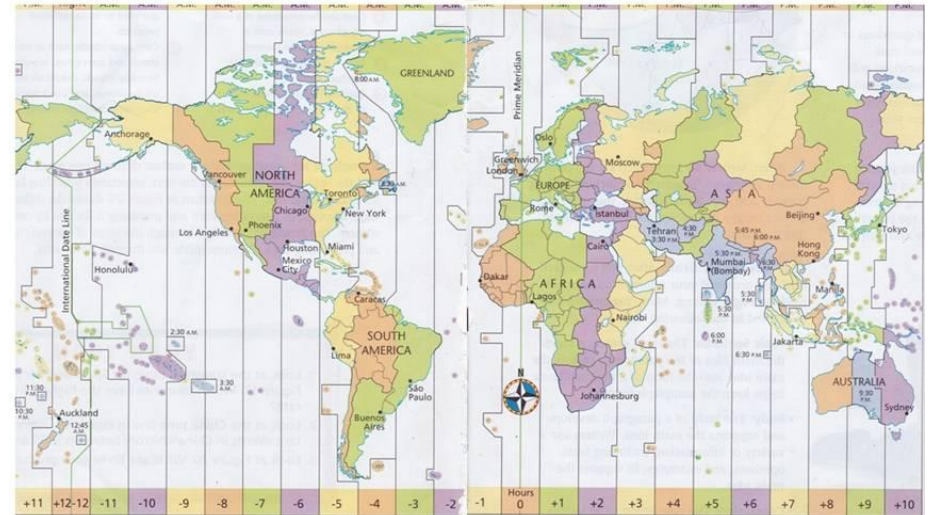 GREENLAND
8:00 A.M.
Prime Meridian
Anchorage
Oslo
Greenwich
London
Moscow
Vancouver
NORTH
AMERICA
Toronto
Chicago
New York
EUROPE
Rome
Istanbul
ASIA
Beijing
Tokyo
Los Angeles
Phoenix
Tehran
3:30 P.M.
4:30
P.M.
5:45 P.M.
6:00 P.M.
International Date Line
Houston
Miami
Cairo
5:30 P.M.
Mumbai
(Bombay)
Hong
Kong
Honolulu
Mexico
City
Dakar
AFRICA
5:30
P.M.
Manila
Caracas
Lagos
Nairobi
6:00
P.M.
Jakarta
6:30 P.M.
2:30 A.M.
SOUTH
AMERICA
Lima
3:30
A.M.
N
São
Paulo
Johannesburg
AUSTRALIA
9:30
P.M.
Sydney
11:30
P.M.
10:30
P.M.
Auckland
12:45
A.M.
Buenos
Aires
+11 +12 -12 -11 -10 -9 -8 -7 -6 -5 -4 -3 -2 -1 Hours 0 +1 +2 +3 +4 +5 +6 +7 +8 +9 +10